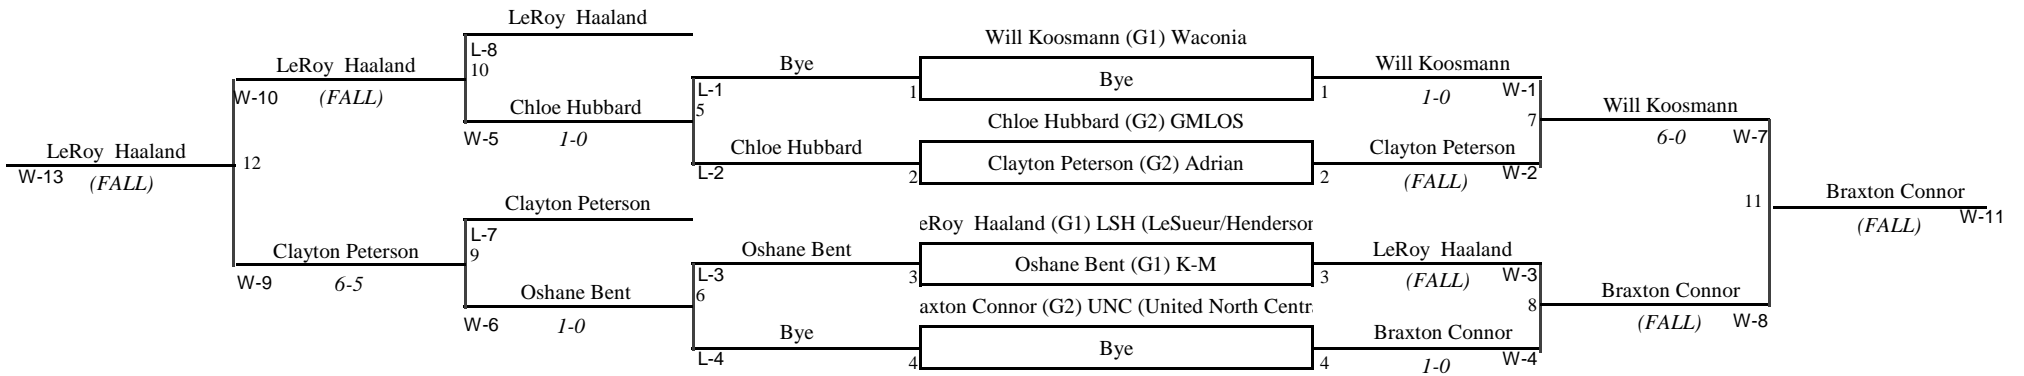 LeRoy Haaland
L-8
10
Will Koosmann (G1) Waconia
LeRoy Haaland
W-10
(FALL)
Bye
L-1
5
1
Bye
1
Will Koosmann
1-0
W-1
7
Chloe Hubbard
W-5
1-0
Will Koosmann
6-0
W-7
Chloe Hubbard (G2) GMLOS
LeRoy Haaland
W-13
(FALL)
12
Chloe Hubbard
L-2
2
Clayton Peterson (G2) Adrian
2
Clayton Peterson
(FALL)
W-2
Clayton Peterson
L-7
9
11
Braxton Connor
(FALL)
W-11
eRoy Haaland (G1) LSH (LeSueur/Henderson
Clayton Peterson
W-9
6-5
Oshane Bent
L-3
6
3
Oshane Bent (G1) K-M
3
LeRoy Haaland
(FALL)
W-3
8
Oshane Bent
W-6
1-0
Braxton Connor
(FALL)
W-8
axton Connor (G2) UNC (United North Centr
Bye
L-4
4
Bye
4
Braxton Connor
1-0
W-4